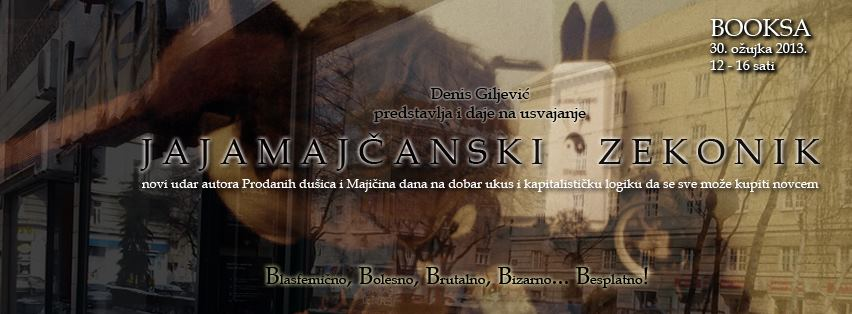 BOOKSA
30. ožujka 2013.
12 - 16 sati
Denis Giljević
predstavlja i daje na usvajanje
JAJAMAJČANSKI ZEKONIK
novi udar autora Prodanih dušica i Majičina dana na dobar ukus i kapitalističku logiku da se sve može kupiti novcem
Blasfemično, Bolesno, Brutalno, Bizarno... Besplatno!